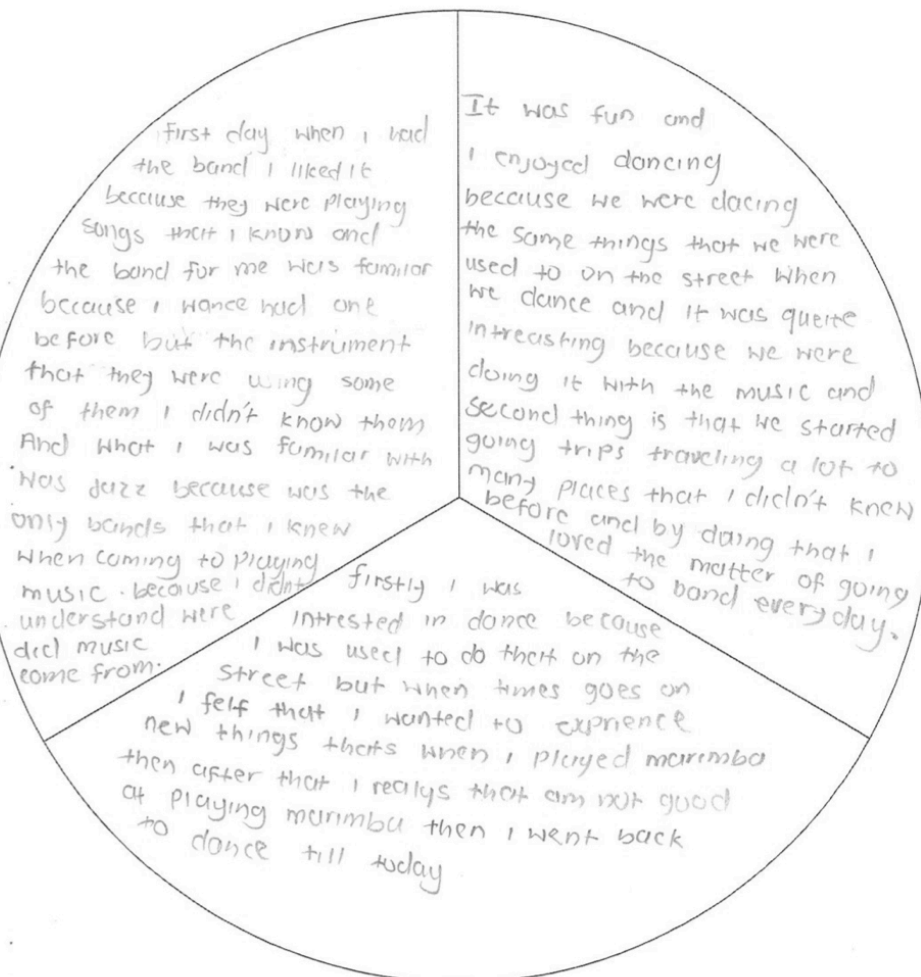 first day when I had
the band I liked it
because they were playing
songs that I know and
the band for me was familar
because I wance had one
before but the instrument
that they were using some
of them I didn't know them
And what I was familar with
was Jazz because was the
only bands that I knew
when coming to playing
music. because I didnt
understand were
did music
come from.
It was fun and
I enjoyed dancing
because we were dacing
the same things that we were
used to on the street when
we dance and it was queite
intreasting because we were
doing it with the music and
second thing is that we started
going trips traveling a lot to
many places that I didn't knew
before and by doing that I
loved the matter of going
to band everyday.
firstly I was
intrested in dance because
I was used to do that on the
street but when times goes on
I felf that I wanted to exprience
new things thats when I played marimba
then after that I realys that am not good
at playing marimba then I went back
to dance till today